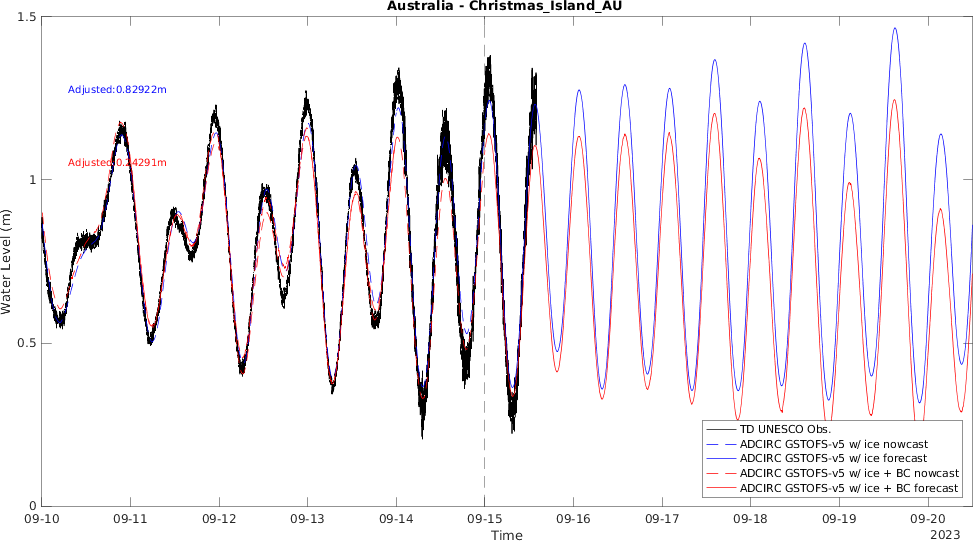 Australia - Christmas_Island_AU
1.5
Adjusted:0.82922m
Adjusted:0.24291m
1
Water Level (m)
0.5
0
09-10 09-11 09-12 09-13 09-14 09-15 09-16 09-17 09-18 09-19 09-20
2023
Time
TD UNESCO Obs.
ADCIRC GSTOFS-v5 w/ ice nowcast
ADCIRC GSTOFS-v5 w/ ice forecast
ADCIRC GSTOFS-v5 w/ ice + BC nowcast
ADCIRC GSTOFS-v5 w/ ice + BC forecast